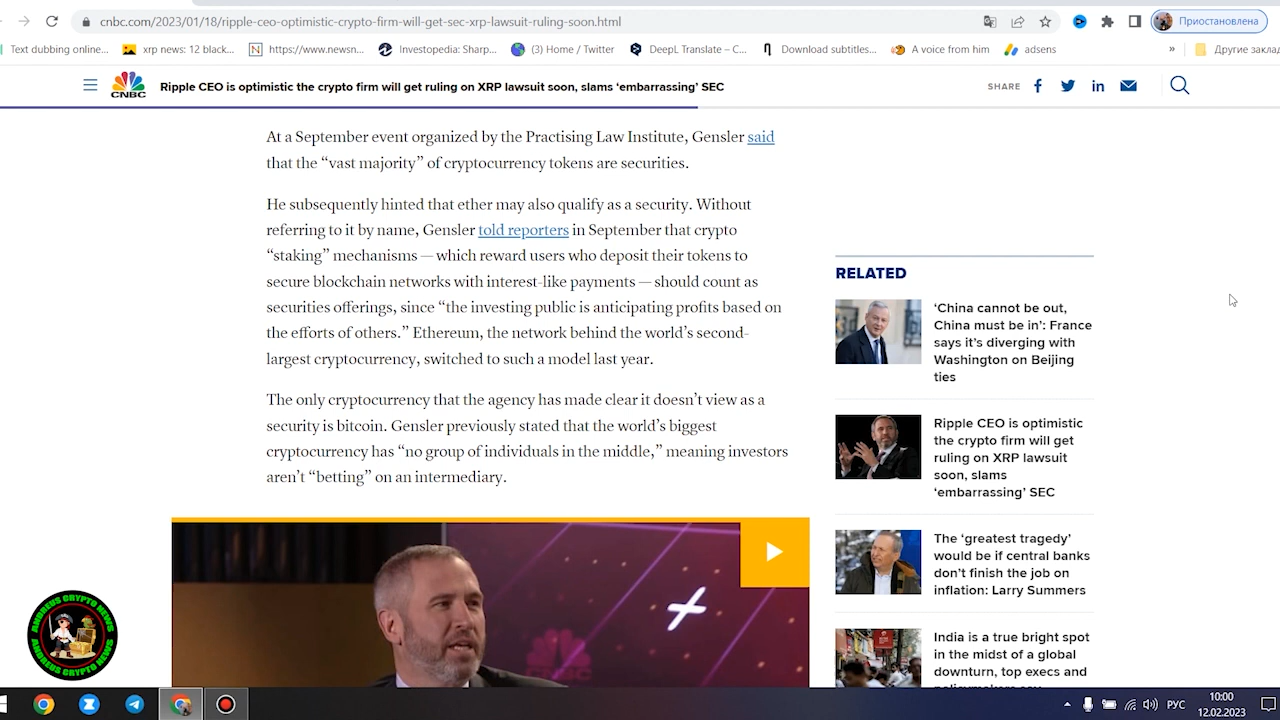 cnbc.com/2023/01/18/ripple-ceo-optimistic-crypto-firm-will-get-sec-xrp-lawsuit-ruling-soon.html
Приостановлена
Text dubbing online...
xrp news: 12 black...
https://www.newsn...
Investopedia: Sharp...
(3) Home / Twitter
DeepL Translate – C...
Download subtitles...
A voice from him
adsens
»
Другие закла
CNBC
Ripple CEO is optimistic the crypto firm will get ruling on XRP lawsuit soon, slams ‘embarrassing’ SEC
SHARE
At a September event organized by the Practising Law Institute, Gensler said
that the “vast majority” of cryptocurrency tokens are securities.
He subsequently hinted that ether may also qualify as a security. Without
referring to it by name, Gensler told reporters in September that crypto
“staking” mechanisms — which reward users who deposit their tokens to
secure blockchain networks with interest-like payments — should count as
securities offerings, since “the investing public is anticipating profits based on
the efforts of others.” Ethereum, the network behind the world’s second-
largest cryptocurrency, switched to such a model last year.
The only cryptocurrency that the agency has made clear it doesn’t view as a
security is bitcoin. Gensler previously stated that the world’s biggest
cryptocurrency has “no group of individuals in the middle,” meaning investors
aren’t “betting” on an intermediary.
RELATED
‘China cannot be out,
China must be in’: France
says it’s diverging with
Washington on Beijing
ties
Ripple CEO is optimistic
the crypto firm will get
ruling on XRP lawsuit
soon, slams
‘embarrassing’ SEC
The ‘greatest tragedy’
would be if central banks
don’t finish the job on
inflation: Larry Summers
India is a true bright spot
in the midst of a global
downturn, top execs and
ANDREUS CRYPTO NEWS
ANDREUS CRYPTO NEWS
РУС
10:00
12.02.2023